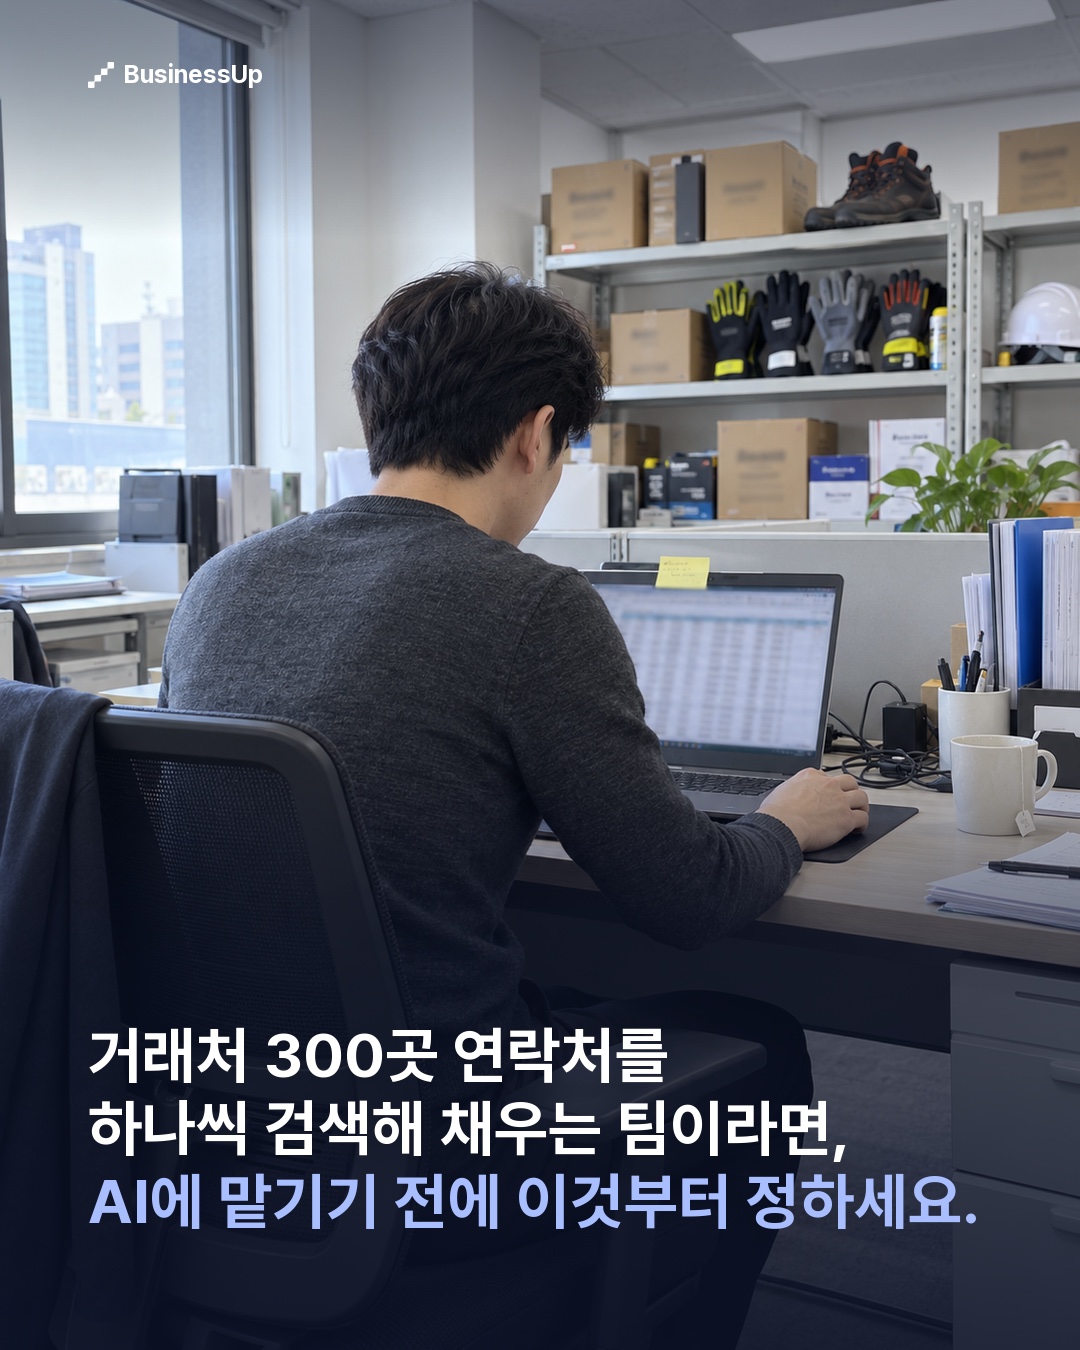 BusinessUp
거래처 300곳 연락처를
하나씩 검색해 채우는 팀이라면,
AI에 맡기기 전에 이것부터 정하세요.